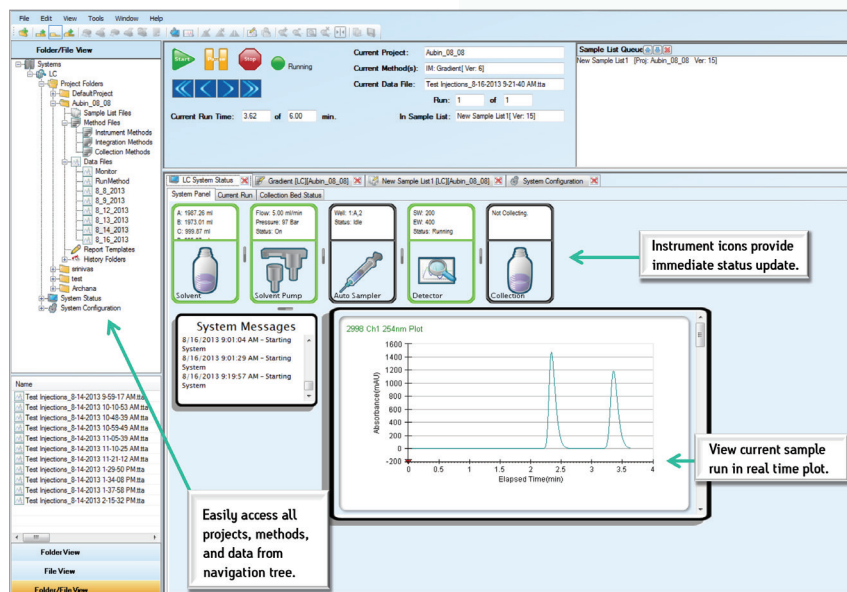 File Edit View Tools Window Help
Folder/File View
Systems
LC
Project Folders
DefaultProject
Aubin_08_08
Sample List Files
Method Files
Instrument Methods
Integration Methods
Collection Methods
Data Files
Monitor
RunMethod
8_8_2013
8_9_2013
8_12_2013
8_13_2013
8_14_2013
8_16_2013
Report Templates
History Folders
srinivas
test
Archana
System Status
System Configuration
Name
Test Injections_8-14-2013 9-59-17 AM.tta
Test Injections_8-14-2013 10-10-53 AM.tta
Test Injections_8-14-2013 10-48-39 AM.tta
Test Injections_8-14-2013 10-59-49 AM.tta
Test Injections_8-14-2013 11-05-39 AM.tta
Test Injections_8-14-2013 11-10-25 AM.tta
Test Injections_8-14-2013 11-21-12 AM.tta
Test Injections_8-14-2013 1-29-50 PM.tta
Test Injections_8-14-2013 1-34-08 PM.tta
Test Injections_8-14-2013 1-37-58 PM.tta
Test Injections_8-14-2013 2-15-32 PM.tta
FolderView
File View
Folder/File View
Start
Stop
Running
Current Run Time: 3.62 of 6.00 min.
Current Project: Aubin_08_08
Current Method(s): IM: Gradient[ Ver: 6]
Current Data File: Test Injections_8-16-2013 9-21-40 AM.tta
Run: 1 of 1
In Sample List: New Sample List1[ Ver: 15]
Sample List Queue
New Sample List1 [Proj: Aubin_08_08 Ver: 15]
LC System Status
Gradient [LC][Aubin_08_08]
New Sample List1 [LC][Aubin_08_08]
System Configuration
System Panel Current Run Collection Bed Status
A: 1987.26 ml
B: 1973.01 ml
C: 999.87 ml
Solvent
Flow: 5.00 ml/min
Pressure: 97 Bar
Status: On
Solvent Pump
Well: 1:A,2
Status: Idle
Auto Sampler
SW: 200
EW: 400
Status: Running
Detector
Not Collecting.
Collection
Instrument icons provide
immediate status update.
System Messages
8/16/2013 9:01:04 AM - Starting
System
8/16/2013 9:01:29 AM - Starting
System
8/16/2013 9:19:57 AM - Starting
System
2998 Ch1 254nm Plot
Absorbance(mAU)
1600
1400
1200
1000
800
600
400
200
0
-200
0 0.5 1 1.5 2 2.5 3 3.5 4
Elapsed Time(min)
View current sample
run in real time plot.
Easily access all
projects, methods,
and data from
navigation tree.